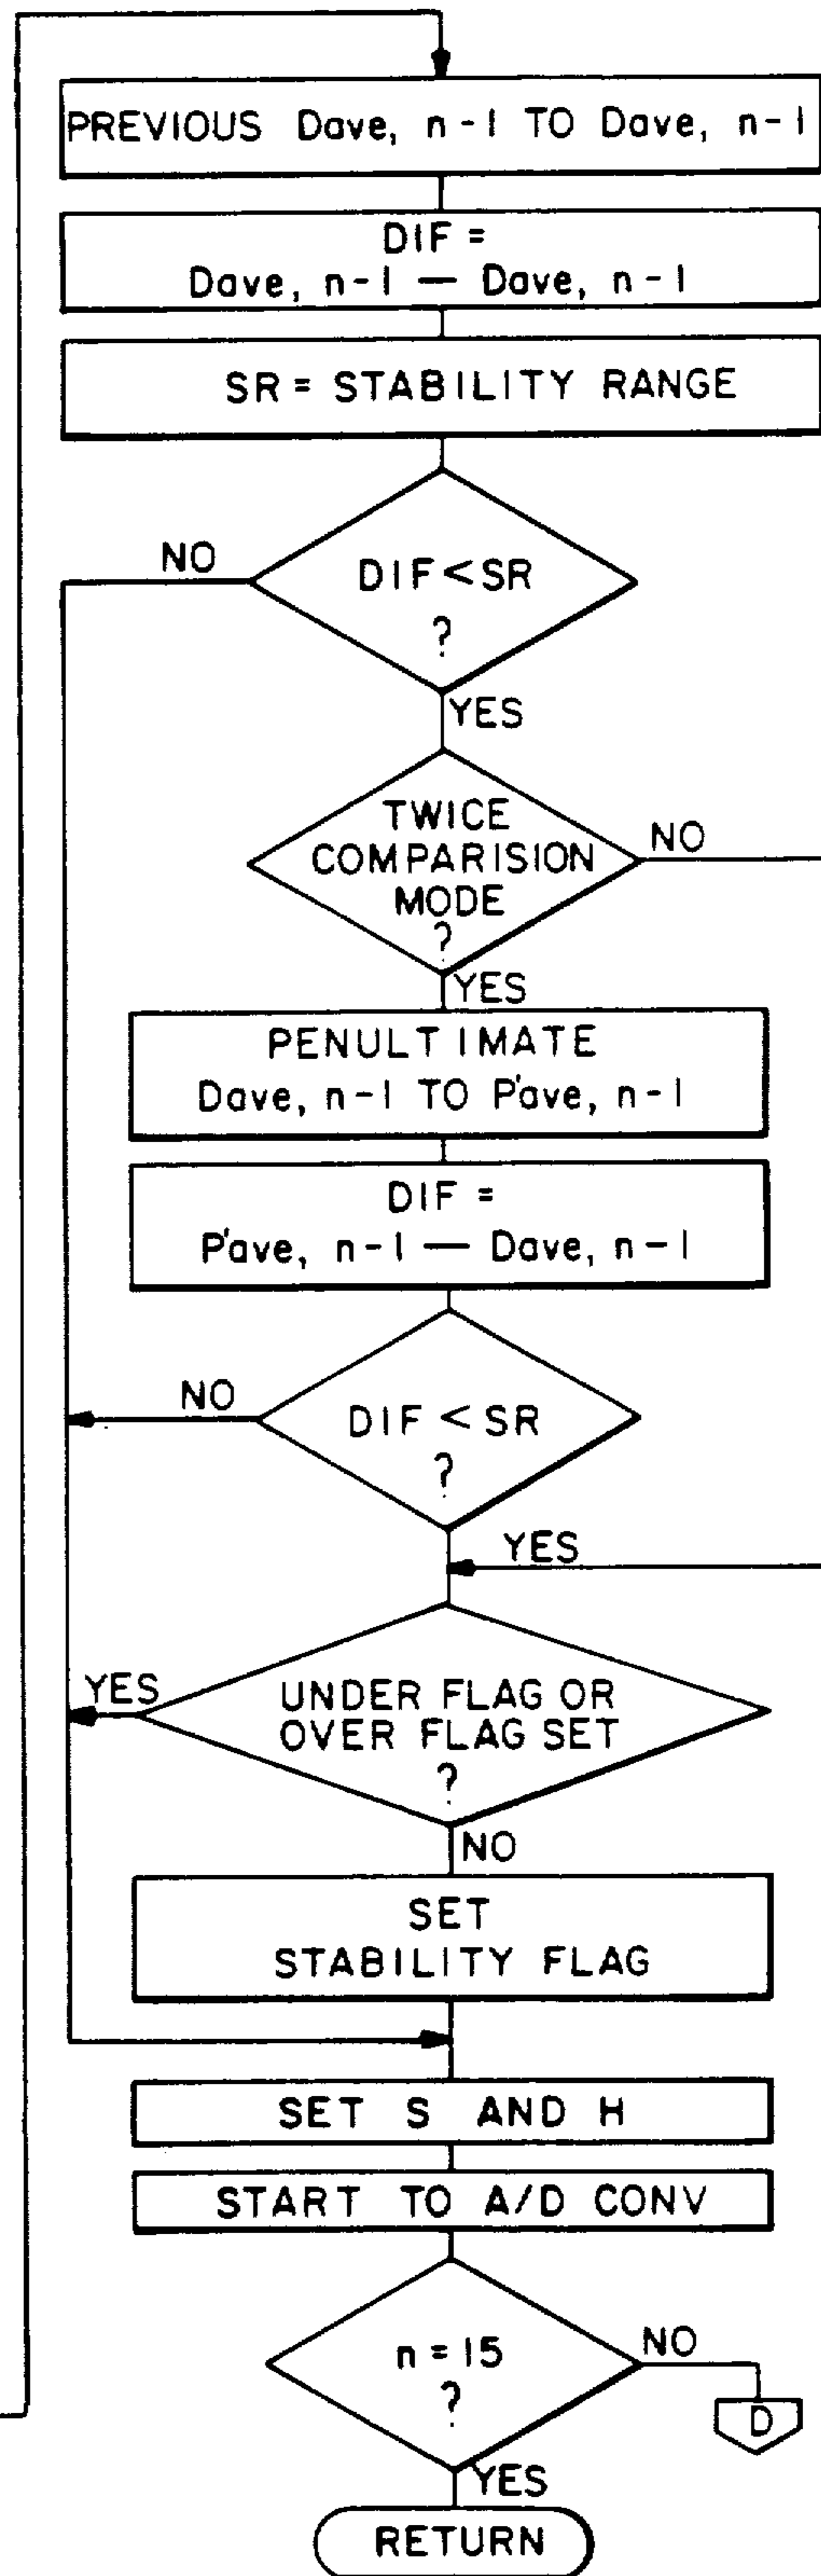 PREVIOUS Dave, n-1 TO Dave, n-1
DIF =
Dave, n-1 — Dave, n-1
SR = STABILITY RANGE
NO
DIF < SR
?
YES
TWICE
COMPARISION
MODE
?
NO
YES
PENULTIMATE
Dave, n-1 TO P'ave, n-1
DIF =
P'ave, n-1 — Dave, n-1
NO
DIF < SR
?
YES
YES
UNDER FLAG OR
OVER FLAG SET
?
NO
SET
STABILITY FLAG
SET S AND H
START TO A/D CONV
n = 15
?
NO
D
YES
RETURN